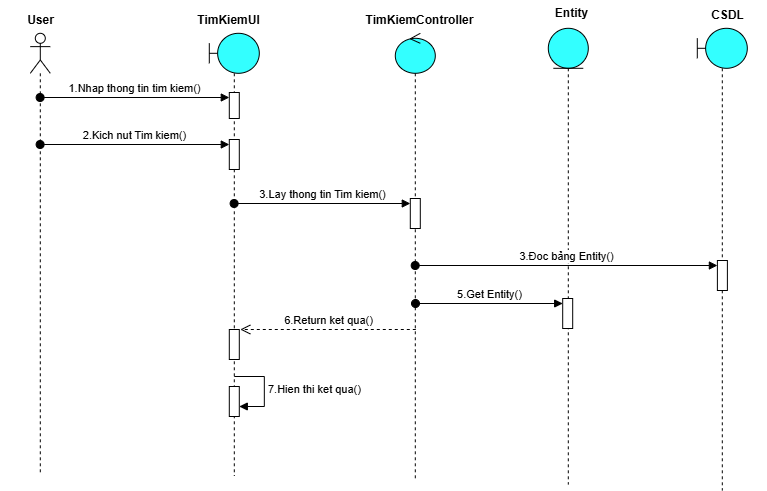 User
TimKiemUI
TimKiemController
Entity
CSDL
1.Nhap thong tin tim kiem()
2.Kich nut Tim kiem()
3.Lay thong tin Tim kiem()
3.Đoc bảng Entity()
5.Get Entity()
6.Return ket qua()
7.Hien thi ket qua()